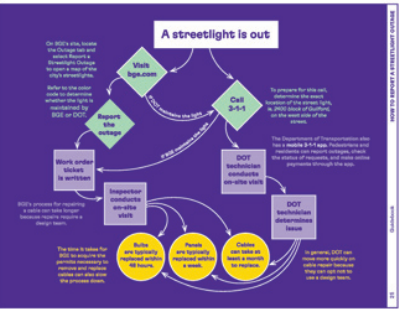 A streetlight is out
On BGE's site, locate
the Outage tab and
select Report a
Streetlight Outage
to open a map of the
city's streetlights.
Refer to the color
code to determine
whether the light is
maintained by
BGE or DOT.
Visit
bge.com
If DOT maintains the light
Call
3-1-1
To prepare for this call,
determine the exact
location of the street light,
ie. 2400 block of Guilford,
on the west side of the
street.
Report
the
outage
If BGE maintains the light
The Department of Transportation also
has a mobile 3-1-1 app. Pedestrians and
residents can report outages, check
the status of requests, and make online
payments through the app.
Work order
ticket
is written
Inspector
conducts
on-site
visit
DOT
technician
conducts
on-site visit
BGE's process for repairing
a cable can take longer
because repairs require a
design team.
DOT
technician
determines
issue
The time it takes for
BGE to acquire the
permits necessary to
remove and replace
cables can also slow
the process down.
Bulbs
are typically
replaced within
48 hours.
Panels
are typically
replaced within
a week.
Cables
can take at
least a month
to replace.
In general, DOT can
move more quickly on
cable repair because
they can opt not to
use a design team.
HOW TO REPORT A STREETLIGHT OUTAGE
Guidebook
25